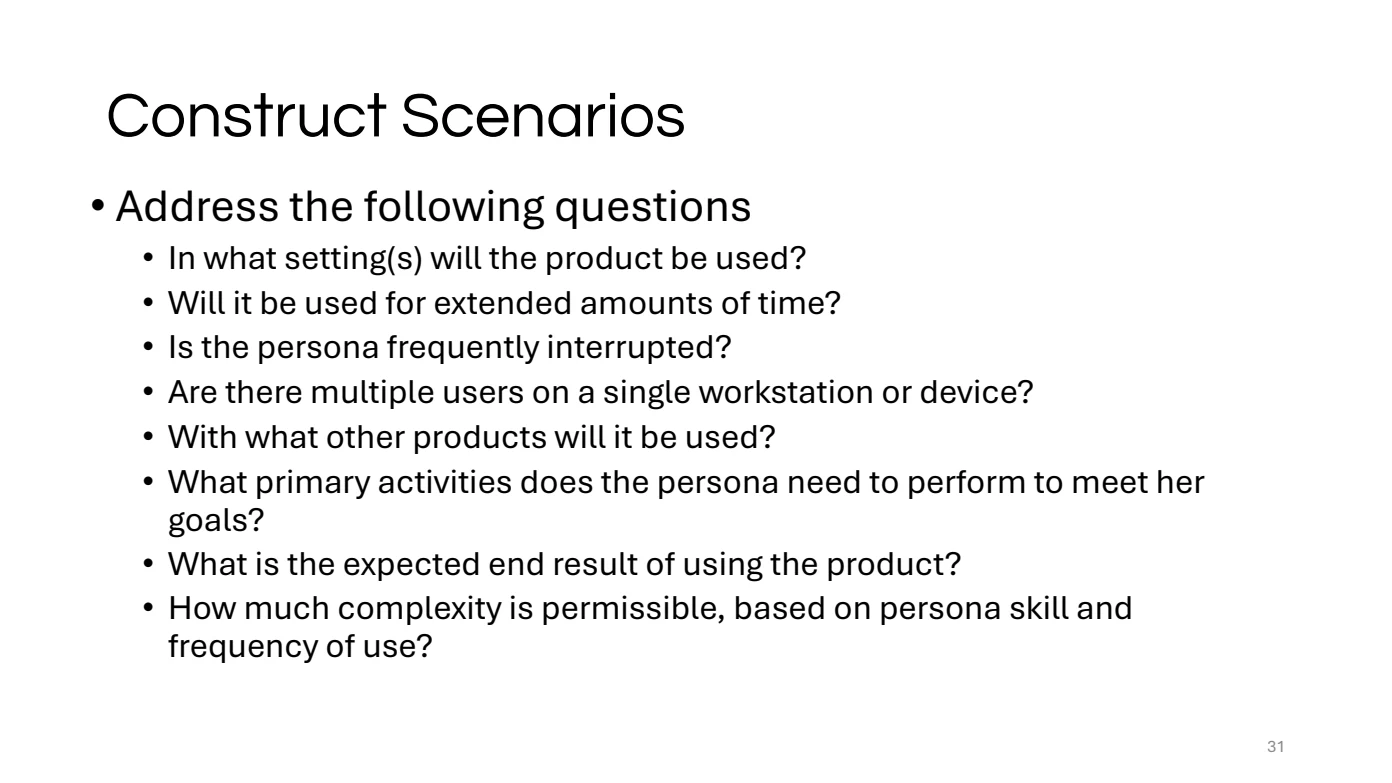 Construct Scenarios
• Address the following questions
• In what setting(s) will the product be used?
• Will it be used for extended amounts of time?
• Is the persona frequently interrupted?
• Are there multiple users on a single workstation or device?
• With what other products will it be used?
• What primary activities does the persona need to perform to meet her
goals?
• What is the expected end result of using the product?
• How much complexity is permissible, based on persona skill and
frequency of use?
31